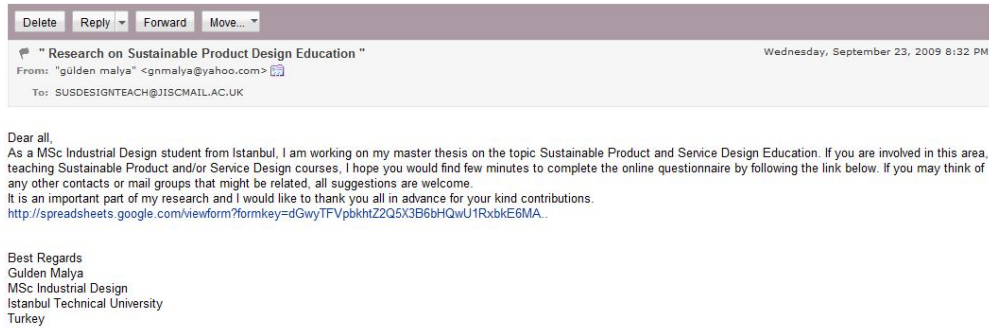 Delete Reply Forward Move...
" Research on Sustainable Product Design Education " Wednesday, September 23, 2009 8:32 PM
From: "gülden malya" <gnmalya@yahoo.com>
To: SUSDESIGNTEACH@JISCMAIL.AC.UK
Dear all,
As a MSc Industrial Design student from Istanbul, I am working on my master thesis on the topic Sustainable Product and Service Design Education. If you are involved in this area,
teaching Sustainable Product and/or Service Design courses, I hope you would find few minutes to complete the online questionnaire by following the link below. If you may think of
any other contacts or mail groups that might be related, all suggestions are welcome.
It is an important part of my research and I would like to thank you all in advance for your kind contributions.
http://spreadsheets.google.com/viewform?formkey=dGwyTFVpbkhtZ2Q5X3B6bHQwU1RxbkE6MA..
Best Regards
Gulden Malya
MSc Industrial Design
Istanbul Technical University
Turkey